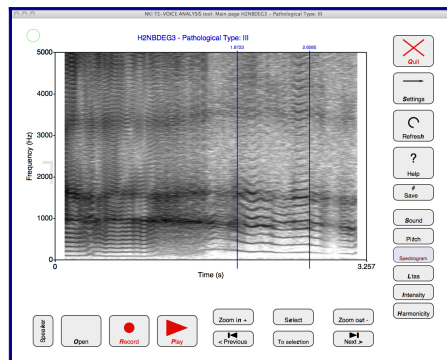 NKI TE-VOICE ANALYSIS tool: Main page H2NBDEG3 - Pathological Type: III
H2NBDEG3 - Pathological Type: III
1.8723
2.6085
Quit
Settings
Refresh
?
Help
#
Save
Sound
Pitch
Spectrogram
Ltas
Intensity
Harmonicity
Frequency (Hz)
5000
4000
3000
2000
1000
0
0
3.257
Time (s)
Speaker
Open
Record
Play
Zoom in +
Select
Zoom out -
< Previous
To selection
Next >